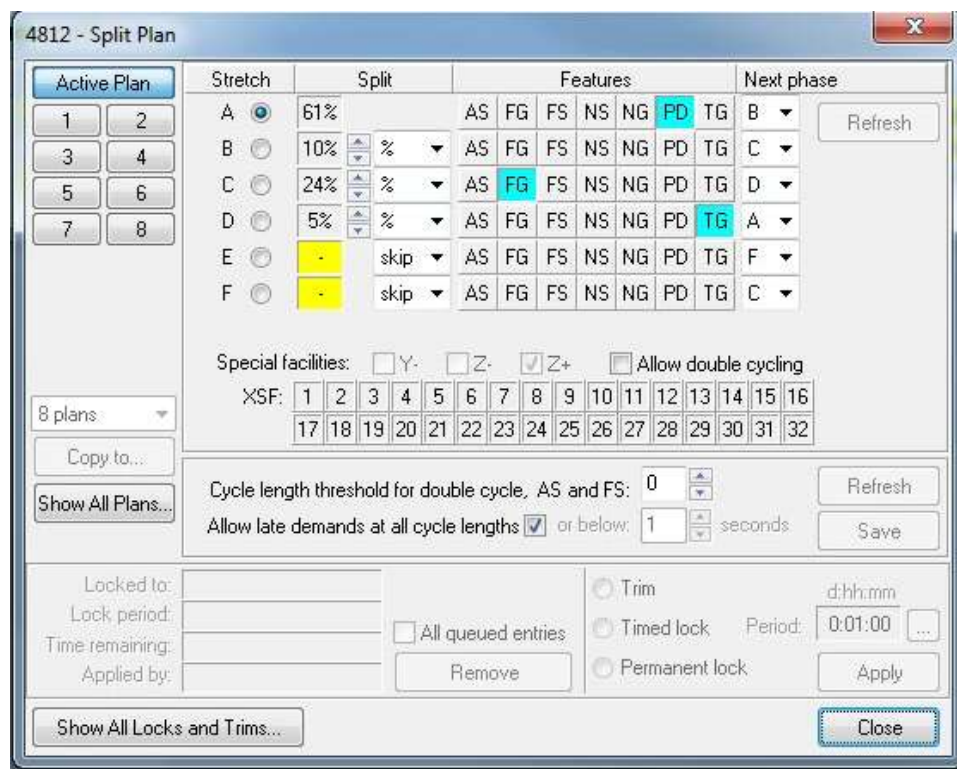 4812 - Split Plan
x
Active Plan Stretch Split Features Next phase
1 2 A 61% AS FG FS NS NG PD TG B Refresh
3 4 B 10% % AS FG FS NS NG PD TG C
5 6 C 24% % AS FG FS NS NG PD TG D
7 8 D 5% % AS FG FS NS NG PD TG A
E - skip AS FG FS NS NG PD TG F
F - skip AS FG FS NS NG PD TG C
Special facilities: Y- Z- Z+ Allow double cycling
8 plans XSF: 1 2 3 4 5 6 7 8 9 10 11 12 13 14 15 16
17 18 19 20 21 22 23 24 25 26 27 28 29 30 31 32
Copy to...
Show All Plans... Cycle length threshold for double cycle, AS and FS: 0 Refresh
Allow late demands at all cycle lengths or below: 1 seconds Save
Locked to: Trim d:hh:mm
Lock period: All queued entries Timed lock Period: 0:01:00 ...
Time remaining:
Applied by: Remove Permanent lock Apply
Show All Locks and Trims... Close